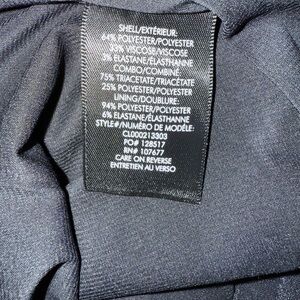 SHELL/EXTÉRIEUR:
64% POLYESTER/POLYESTER
33% VISCOSE/VISCOSE
3% ELASTANE/ÉLASTHANNE
COMBO/COMBINÉ:
75% TRIACETATE/TRIACÉTATE
25% POLYESTER/POLYESTER
LINING/DOUBLURE:
94% POLYESTER/POLYESTER
6% ELASTANE/ÉLASTHANNE
STYLE#/NUMÉRO DE MODÈLE:
CL000213303
PO# 128517
RN# 107677
CARE ON REVERSE
ENTRETIEN AU VERSO